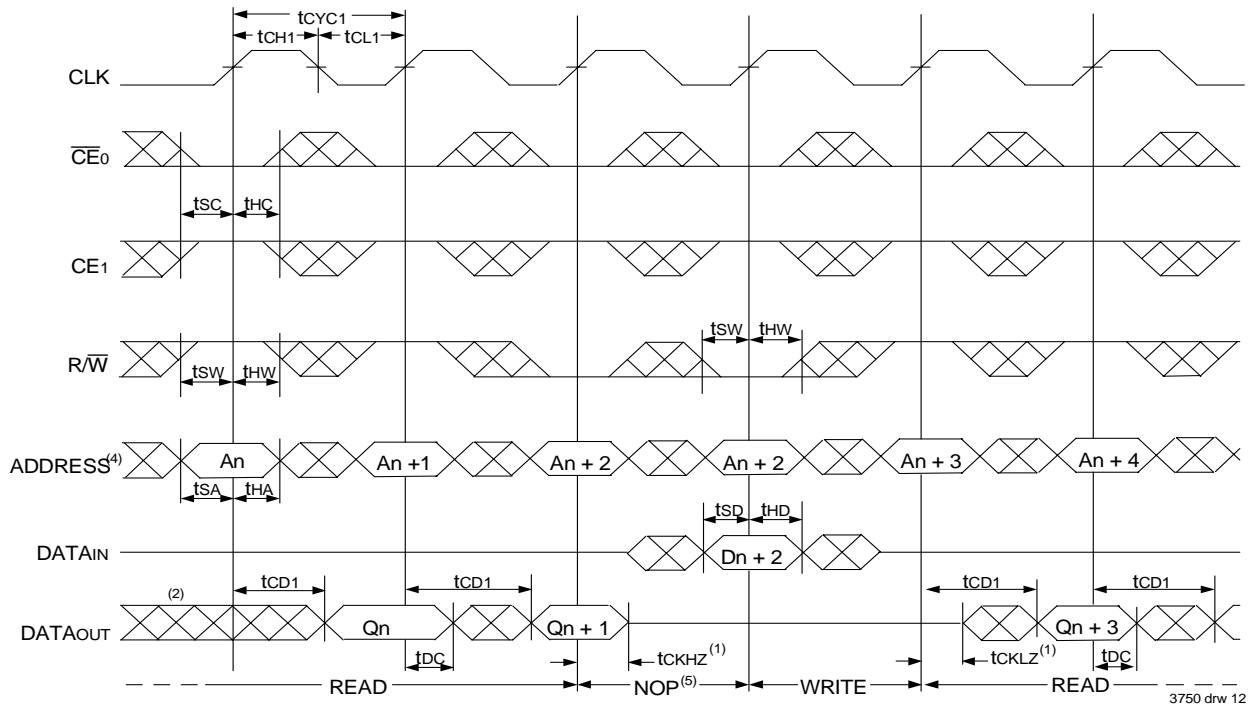 tCYC1
tCH1 tCL1
CLK
CE0
tSC tHC
CE1
tSW tHW
R/W
tSW tHW
ADDRESS(4) An An +1 An + 2 An + 2 An + 3 An + 4
tSA tHA
tSD tHD
DATAIN Dn + 2
(2) tCD1 tCD1 tCD1 tCD1
DATAOUT Qn Qn + 1 Qn + 3
tDC tCKHZ(1) tCKLZ(1) tDC
READ NOP(5) WRITE READ
3750 drw 12